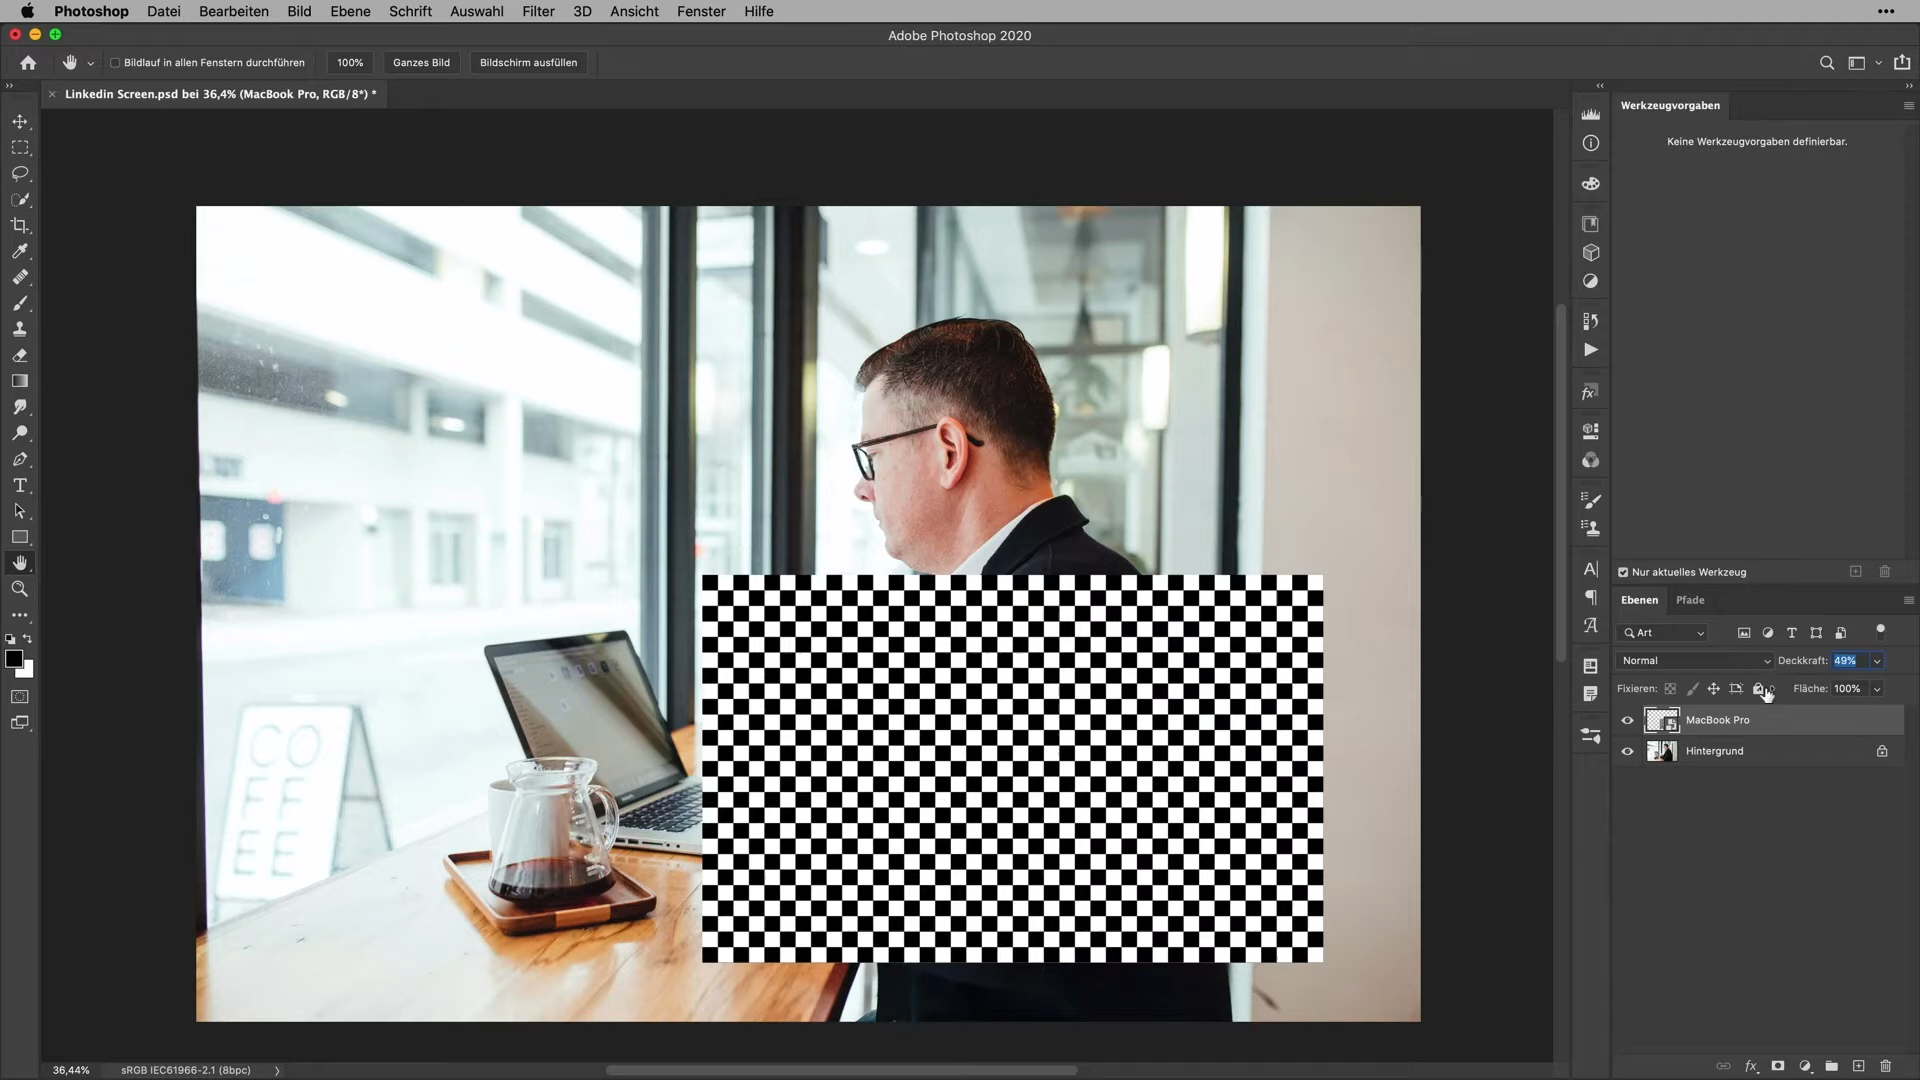 Photoshop Datei Bearbeiten Bild Ebene Schrift Auswahl Filter 3D Ansicht Fenster Hilfe
Adobe Photoshop 2020
Bildlauf in allen Fenstern durchführen 100% Ganzes Bild Bildschirm ausfüllen
Linkedin Screen.psd bei 36,4% (MacBook Pro, RGB/8*) *
Werkzeugvorgaben
Keine Werkzeugvorgaben definierbar.
CO
FF
EE
Nur aktuelles Werkzeug
Ebenen Pfade
Art
Normal Deckkraft: 49%
Fixieren: Fläche: 100%
MacBook Pro
Hintergrund
36,44% sRGB IEC61966-2.1 (8bpc)